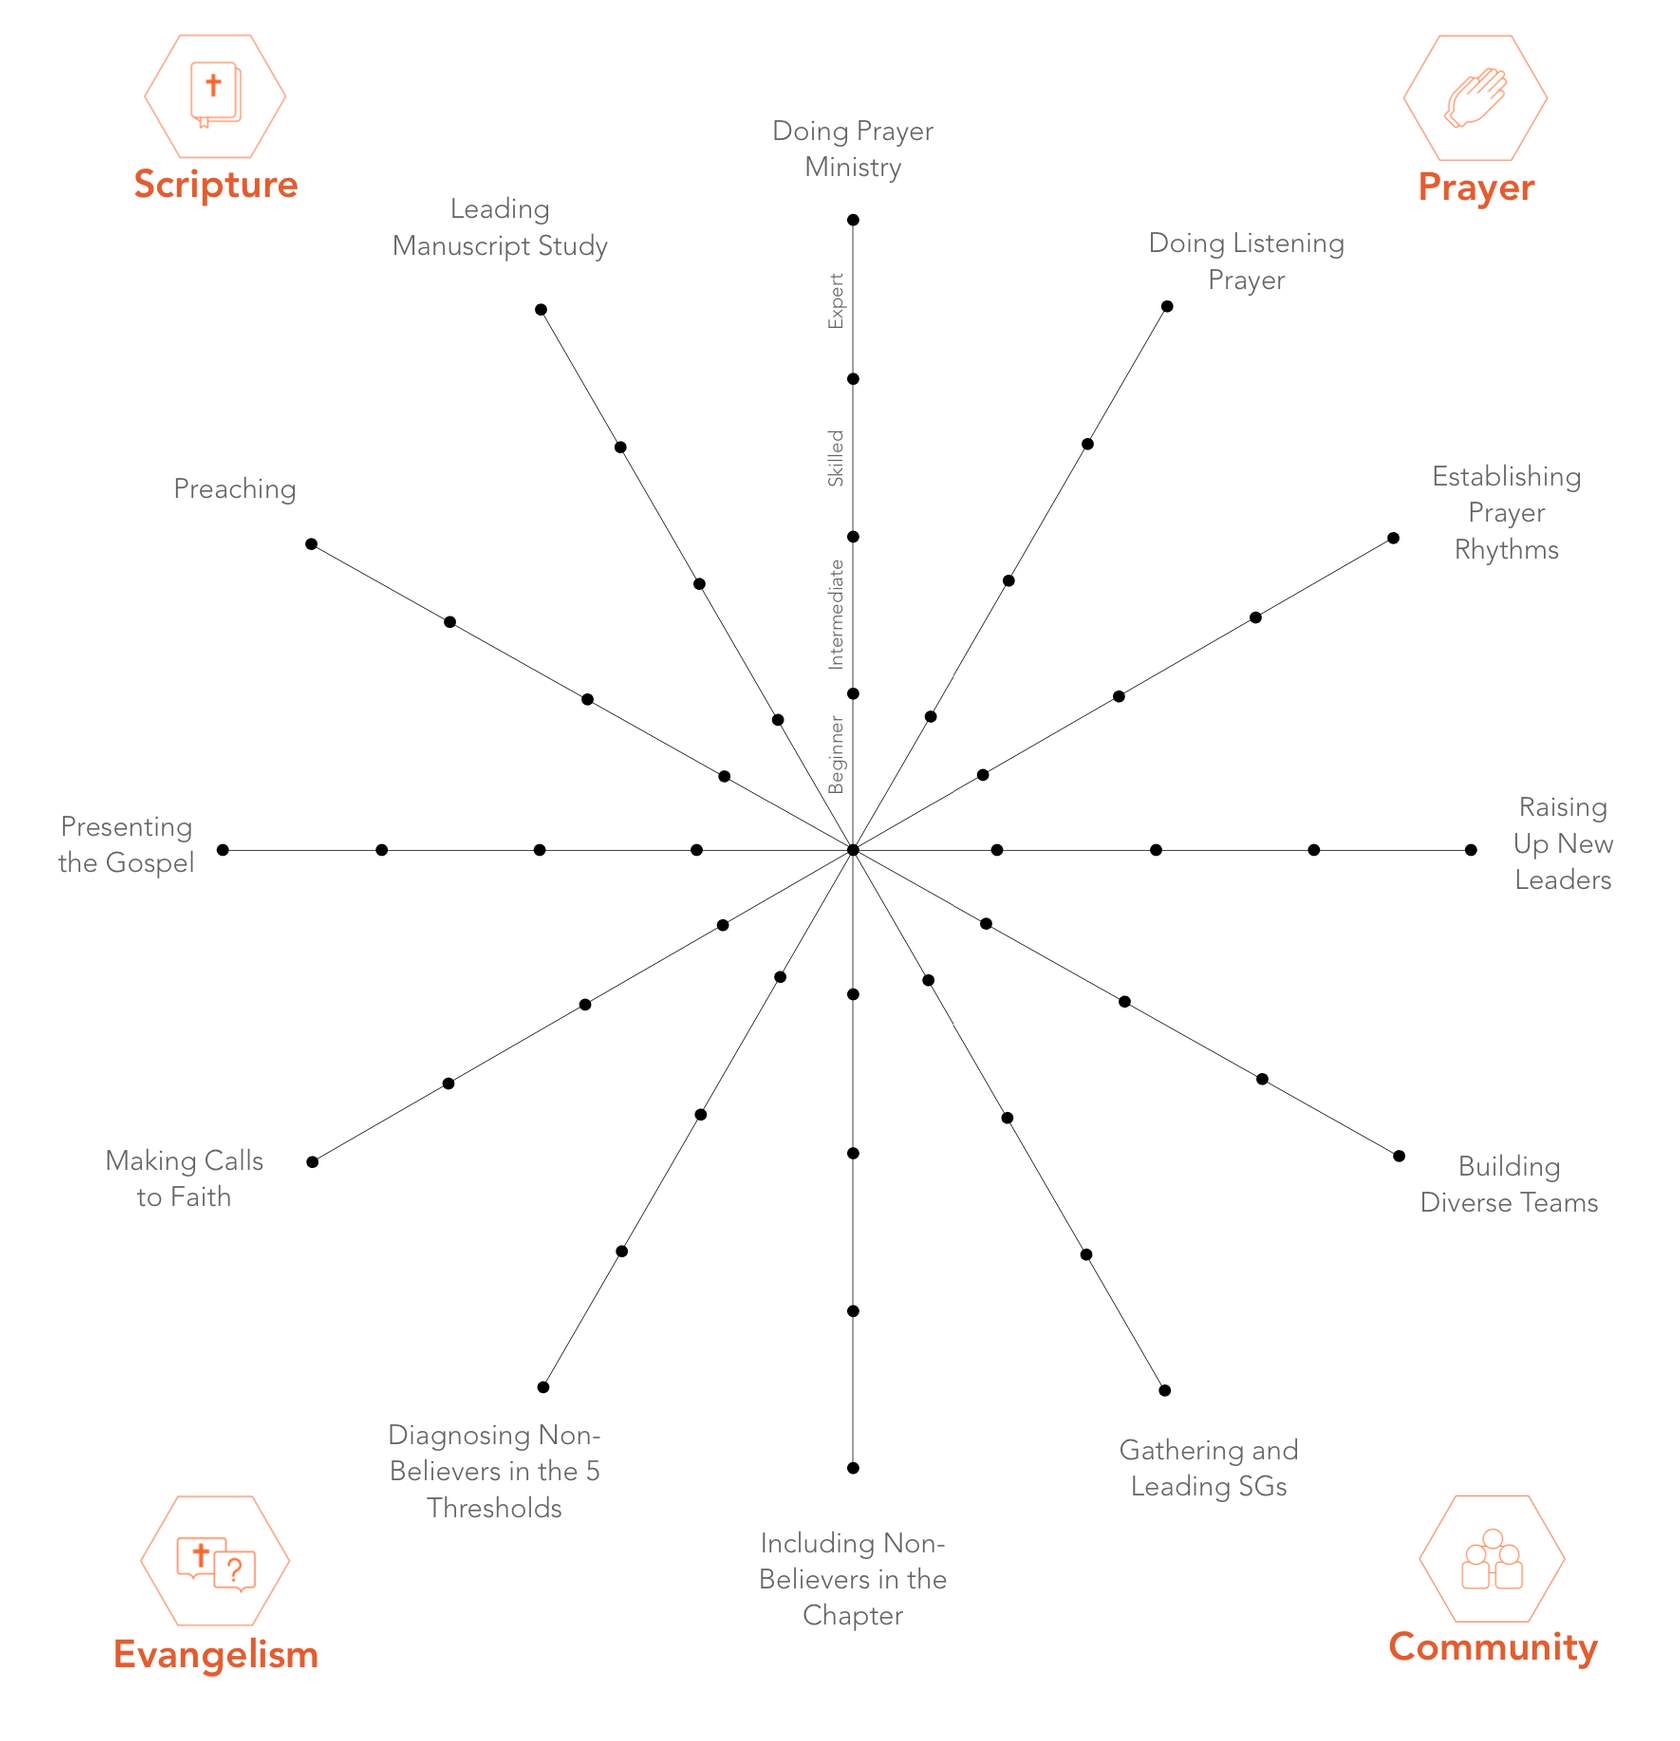 Scripture
Prayer
Doing Prayer
Ministry
Leading
Manuscript Study
Doing Listening
Prayer
Preaching
Establishing
Prayer
Rhythms
Expert
Skilled
Intermediate
Beginner
Presenting
the Gospel
Raising
Up New
Leaders
Making Calls
to Faith
Building
Diverse Teams
Diagnosing Non-
Believers in the 5
Thresholds
Gathering and
Leading SGs
Including Non-
Believers in the
Chapter
?
Evangelism
Community